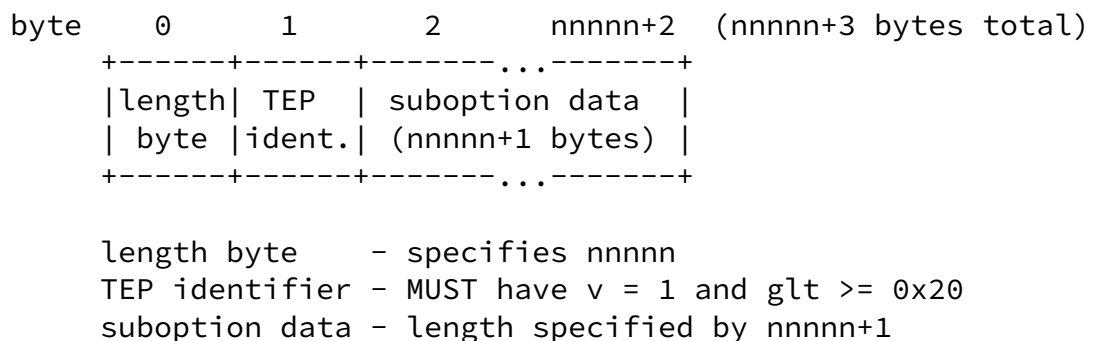 byte    0      1       2       nnnnn+2  (nnnnn+3 bytes total)
     +------+------+-------...-------+
     |length| TEP  | suboption data  |
     | byte |ident.| (nnnnn+1 bytes) |
     +------+------+-------...-------+
     length byte    - specifies nnnnn
     TEP identifier - MUST have v = 1 and glt >= 0x20
     suboption data - length specified by nnnnn+1